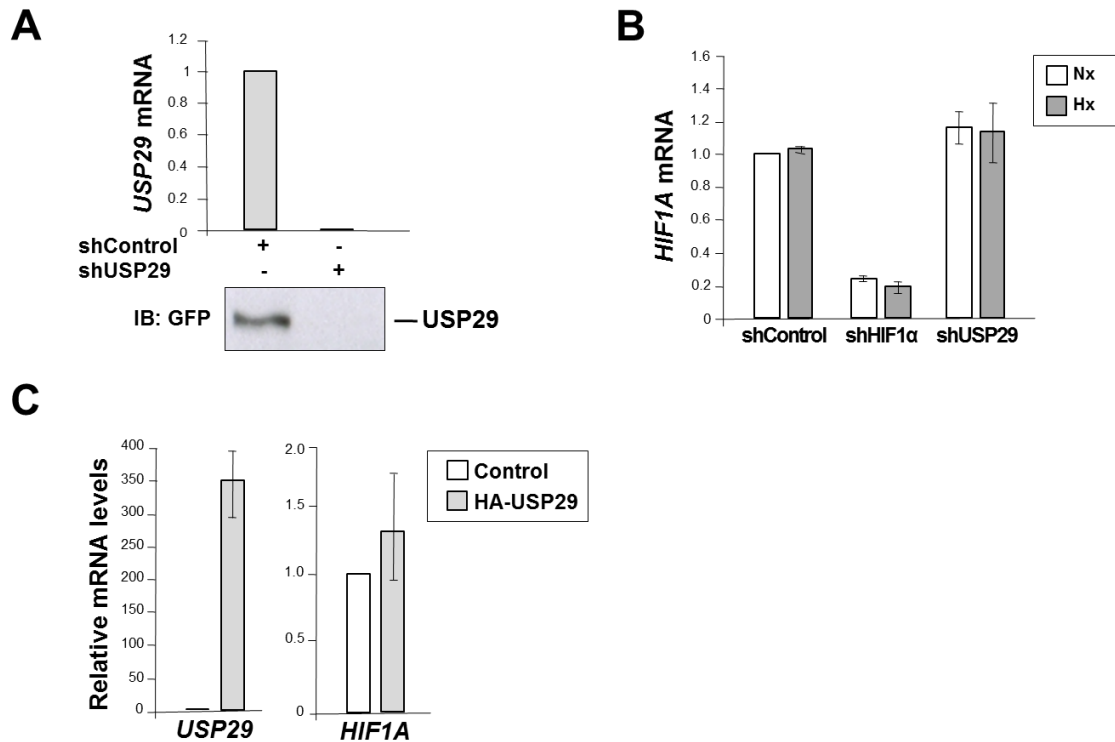 A
USP29 mRNA
1.2
1
0.8
0.6
0.4
0.2
0
shControl + -
shUSP29 - +
IB: GFP
USP29
B
HIF1A mRNA
1.6
1.4
1.2
1.0
0.8
0.6
0.4
0.2
0
shControl shHIF1α shUSP29
Nx
Hx
C
Relative mRNA levels
400
350
300
250
200
150
100
50
0
USP29
2.0
1.5
1.0
0.5
0
HIF1A
Control
HA-USP29